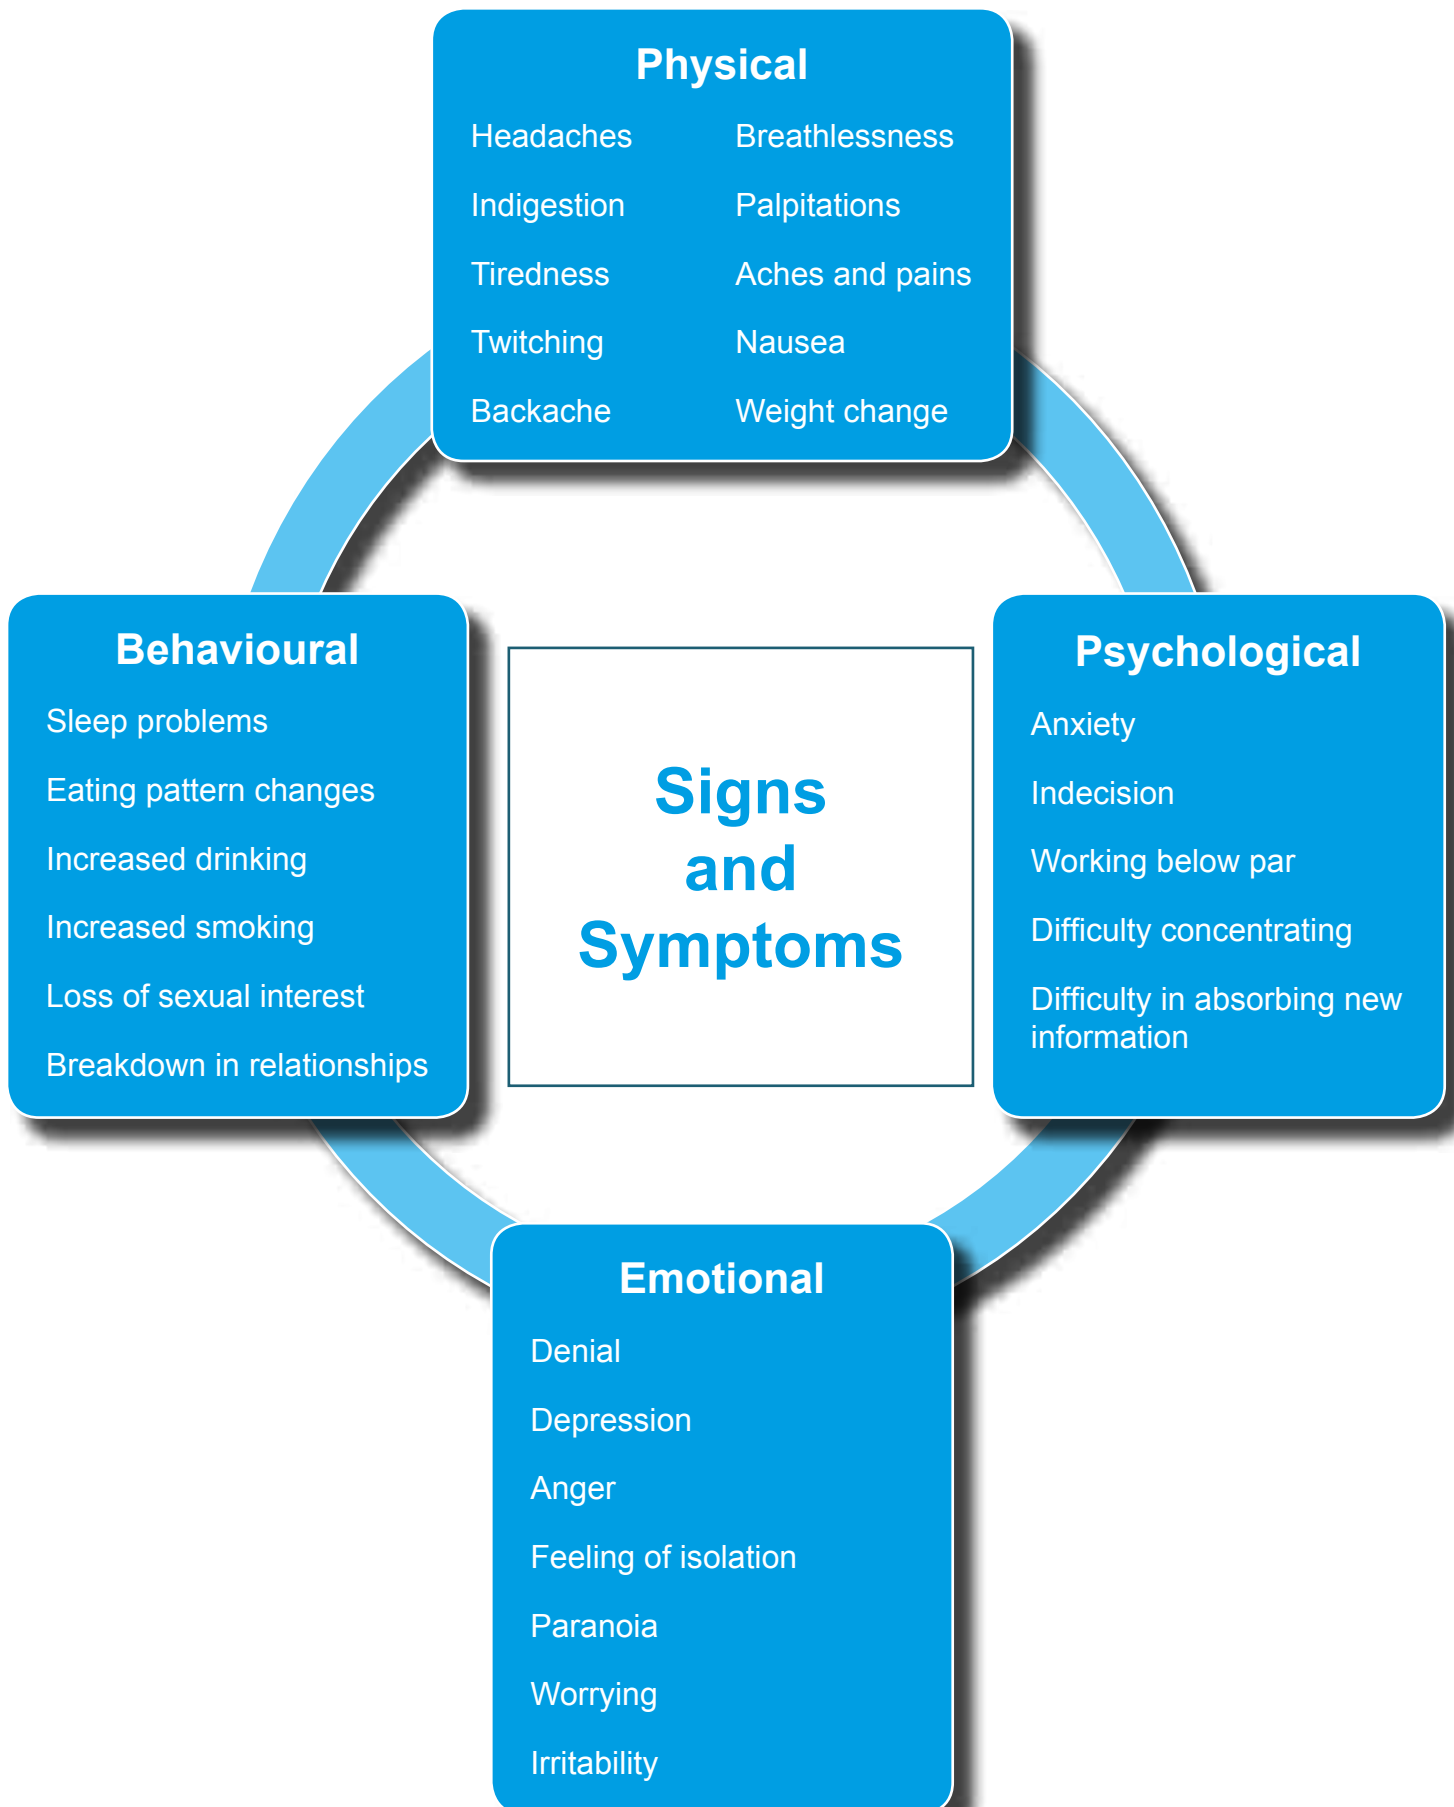 Physical
Headaches
Indigestion
Tiredness
Twitching
Backache
Breathlessness
Palpitations
Aches and pains
Nausea
Weight change
Behavioural
Sleep problems
Eating pattern changes
Increased drinking
Increased smoking
Loss of sexual interest
Breakdown in relationships
Signs
and
Symptoms
Psychological
Anxiety
Indecision
Working below par
Difficulty concentrating
Difficulty in absorbing new
information
Emotional
Denial
Depression
Anger
Feeling of isolation
Paranoia
Worrying
Irritability